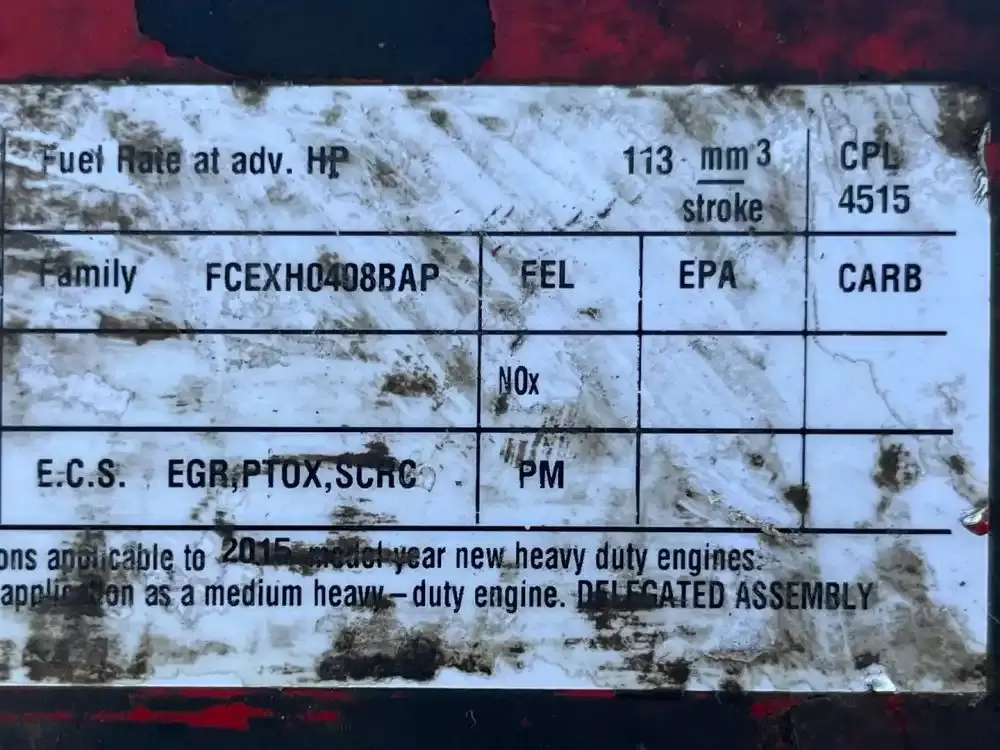 Fuel Rate at adv. HP 113 mm3 CPL
stroke 4515
Family FCEXH0408BAP FEL EPA CARB
NOx
E.C.S. EGR,PTOX,SCRC PM
ons applicable to 2015 model year new heavy duty engines.
application as a medium heavy-duty engine. DELEGATED ASSEMBLY